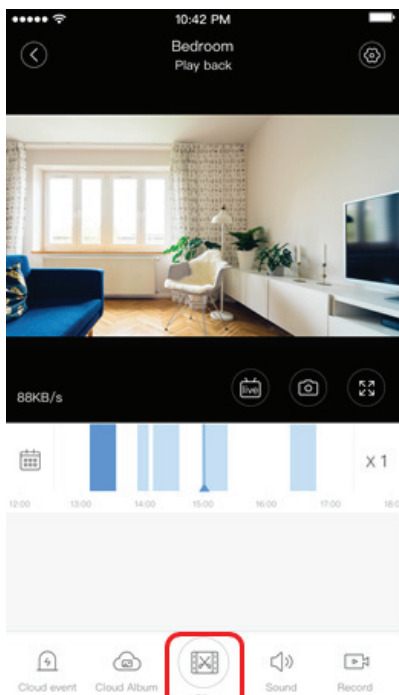 10:42 PM
Bedroom
Play back
88KB/s
live
X 1
12:00 13:00 14:00 15:00 16:00 17:00
Cloud event Cloud Album Sound Record